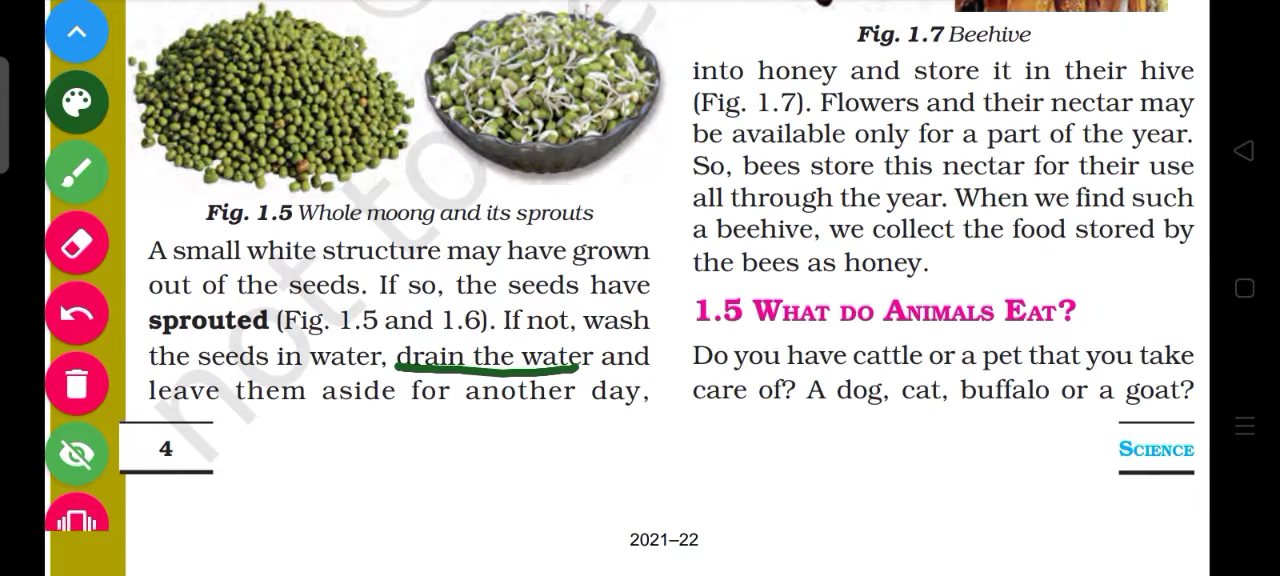 Fig. 1.5 Whole moong and its sprouts
A small white structure may have grown
out of the seeds. If so, the seeds have
sprouted (Fig. 1.5 and 1.6). If not, wash
the seeds in water, drain the water and
leave them aside for another day,
4
Fig. 1.7 Beehive
into honey and store it in their hive
(Fig. 1.7). Flowers and their nectar may
be available only for a part of the year.
So, bees store this nectar for their use
all through the year. When we find such
a beehive, we collect the food stored by
the bees as honey.
1.5 WHAT DO ANIMALS EAT?
Do you have cattle or a pet that you take
care of? A dog, cat, buffalo or a goat?
SCIENCE
2021–22
not to